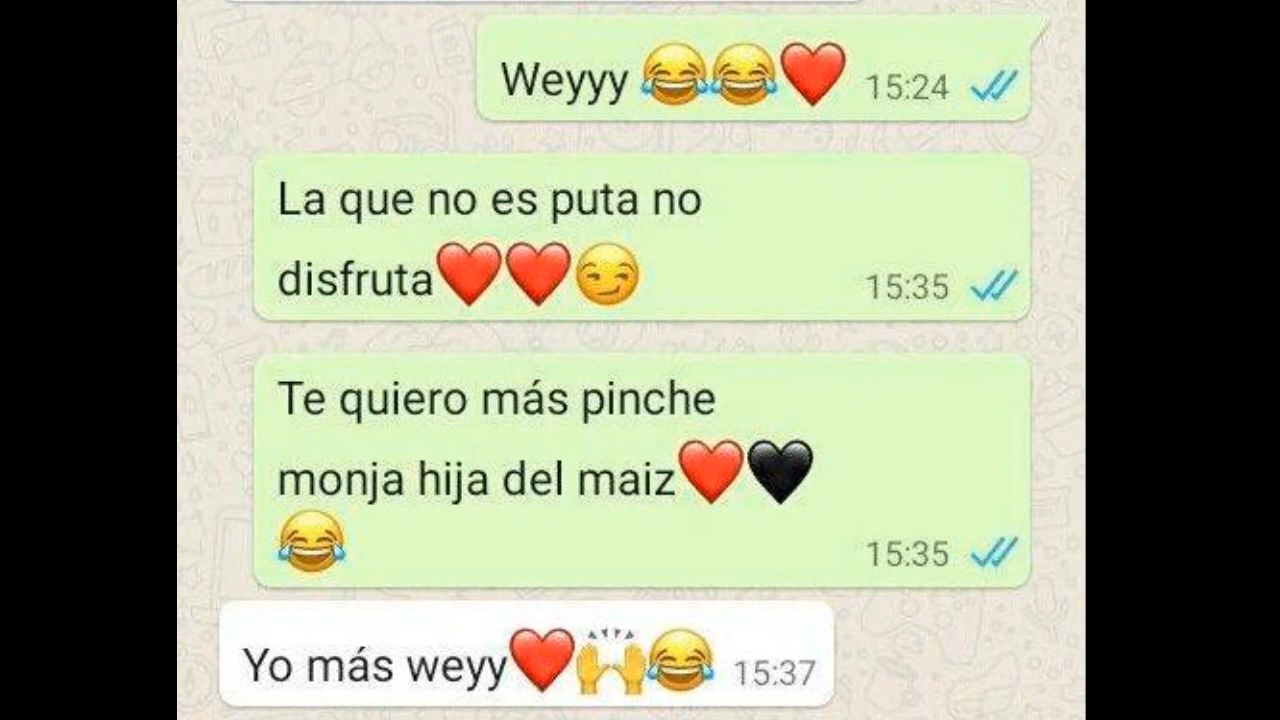 Weyyy 😂😂❤️ 15:24
La que no es puta no
disfruta❤️❤️😏 15:35
Te quiero más pinche
monja hija del maiz❤️🖤
😂 15:35
Yo más weyy❤️🙌😂 15:37